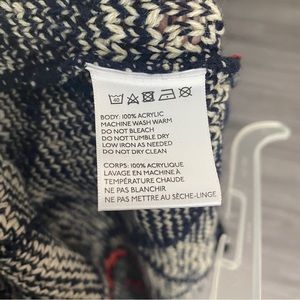 40
BODY: 100% ACRYLIC
MACHINE WASH WARM
DO NOT BLEACH
DO NOT TUMBLE DRY
LOW IRON AS NEEDED
DO NOT DRY CLEAN
CORPS: 100% ACRYLIQUE
LAVAGE EN MACHINE À
TEMPÉRATURE CHAUDE
NE PAS BLANCHIR
NE PAS METTRE AU SÈCHE-LINGE